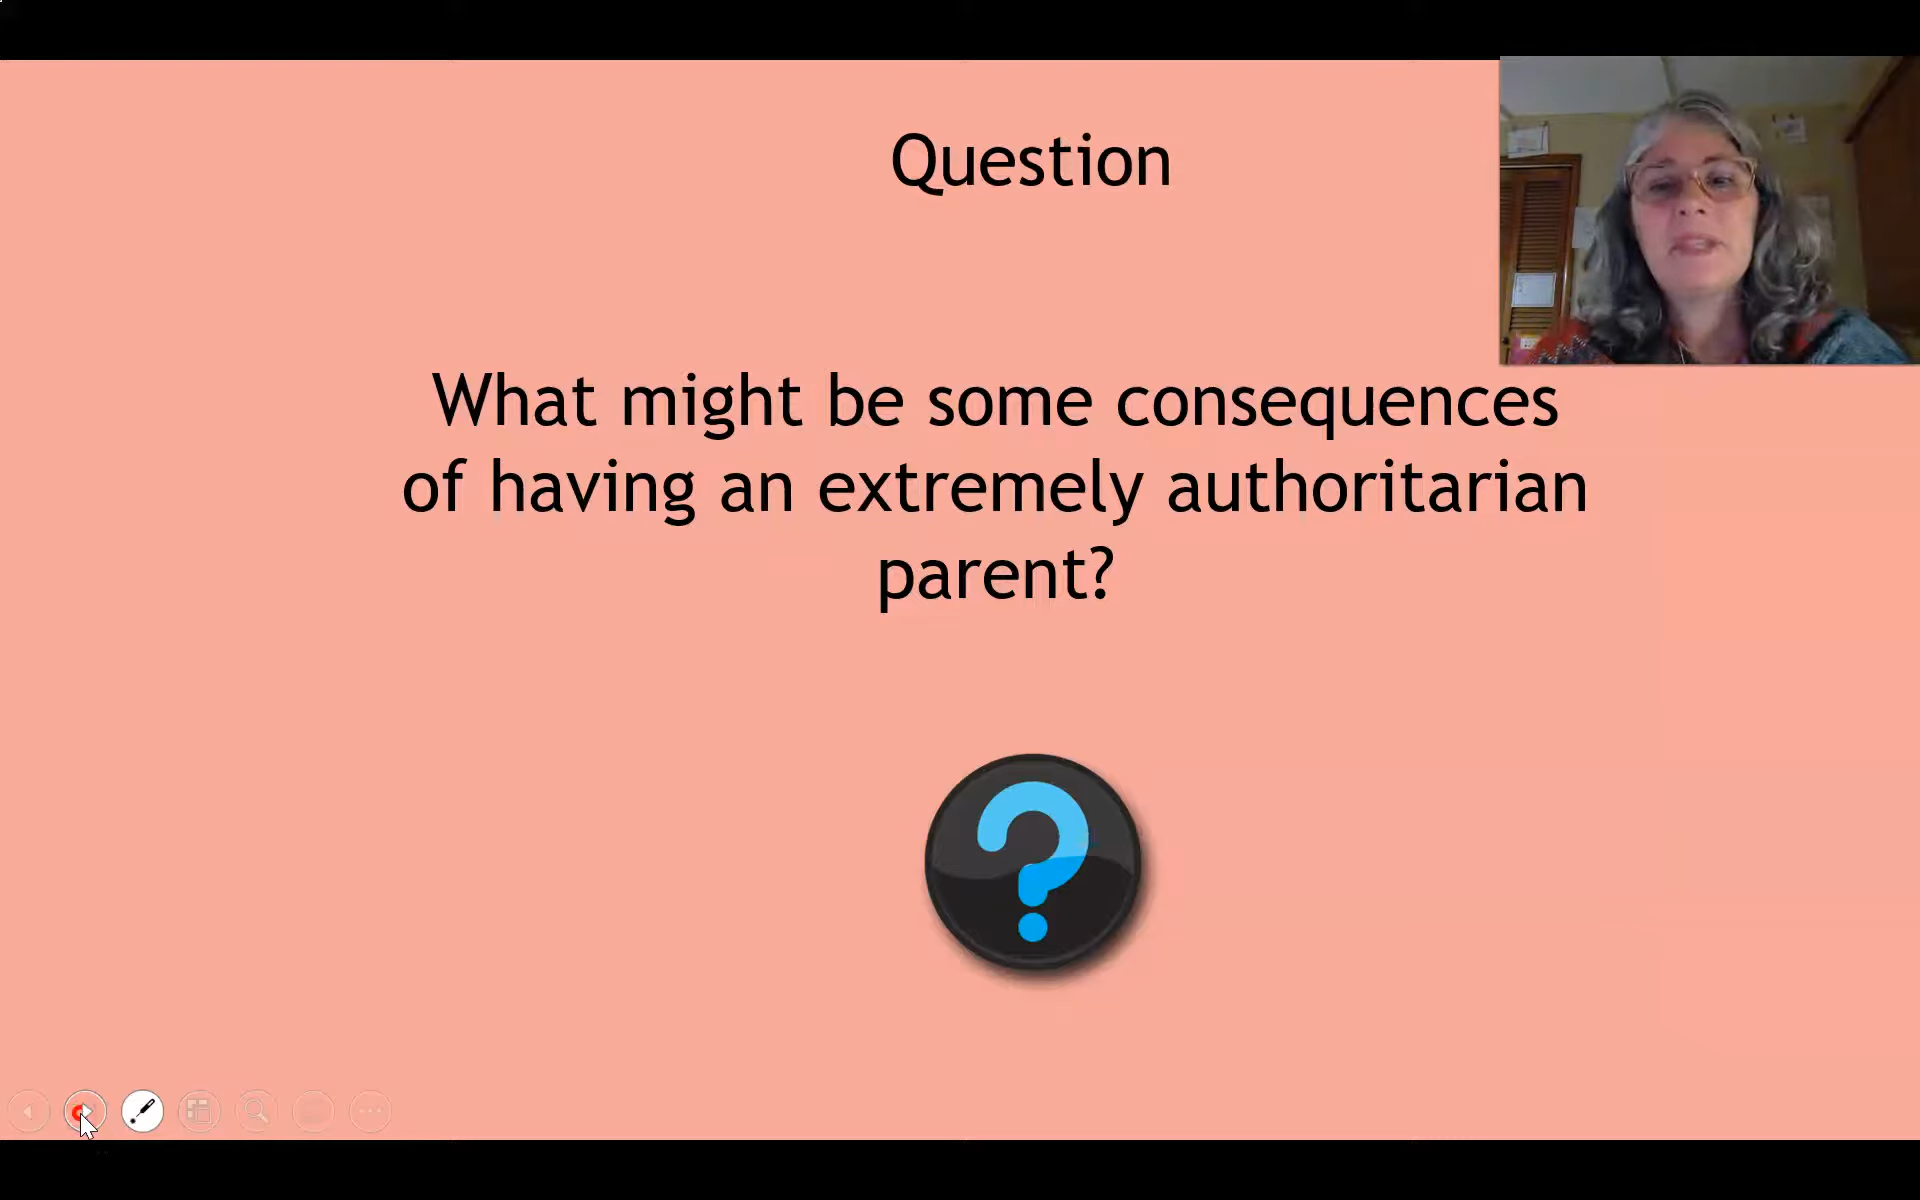 Question
What might be some consequences
of having an extremely authoritarian
parent?